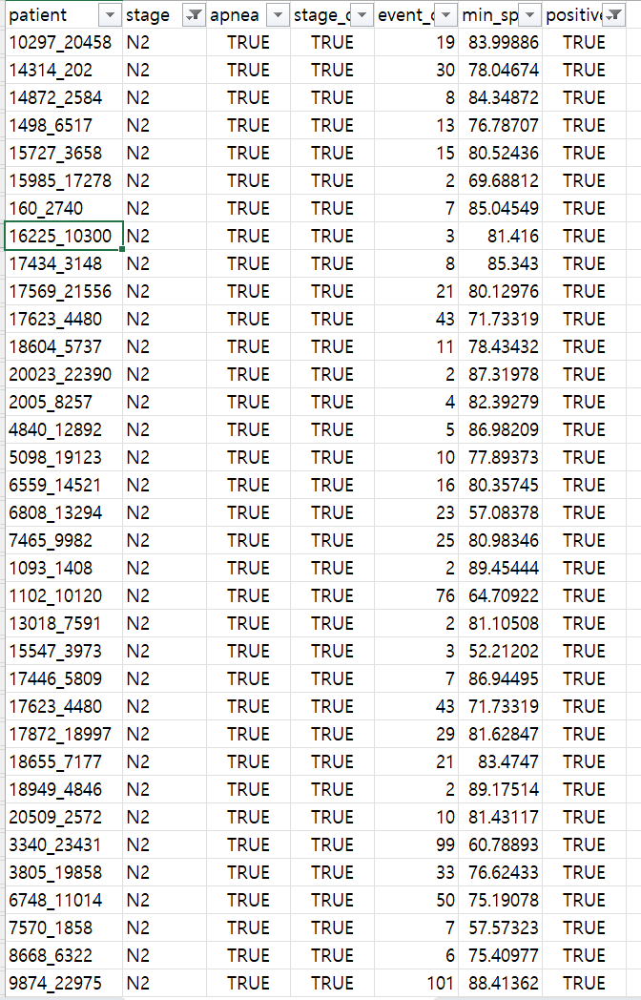 patient stage apnea stage_c event_c min_sp positive
10297_20458 N2 TRUE TRUE 19 83.99886 TRUE
14314_202 N2 TRUE TRUE 30 78.04674 TRUE
14872_2584 N2 TRUE TRUE 8 84.34872 TRUE
1498_6517 N2 TRUE TRUE 13 76.78707 TRUE
15727_3658 N2 TRUE TRUE 15 80.52436 TRUE
15985_17278 N2 TRUE TRUE 2 69.68812 TRUE
160_2740 N2 TRUE TRUE 7 85.04549 TRUE
16225_10300 N2 TRUE TRUE 3 81.416 TRUE
17434_3148 N2 TRUE TRUE 8 85.343 TRUE
17569_21556 N2 TRUE TRUE 21 80.12976 TRUE
17623_4480 N2 TRUE TRUE 43 71.73319 TRUE
18604_5737 N2 TRUE TRUE 11 78.43432 TRUE
20023_22390 N2 TRUE TRUE 2 87.31978 TRUE
2005_8257 N2 TRUE TRUE 4 82.39279 TRUE
4840_12892 N2 TRUE TRUE 5 86.98209 TRUE
5098_19123 N2 TRUE TRUE 10 77.89373 TRUE
6559_14521 N2 TRUE TRUE 16 80.35745 TRUE
6808_13294 N2 TRUE TRUE 23 57.08378 TRUE
7465_9982 N2 TRUE TRUE 25 80.98346 TRUE
1093_1408 N2 TRUE TRUE 2 89.45444 TRUE
1102_10120 N2 TRUE TRUE 76 64.70922 TRUE
13018_7591 N2 TRUE TRUE 2 81.10508 TRUE
15547_3973 N2 TRUE TRUE 3 52.21202 TRUE
17446_5809 N2 TRUE TRUE 7 86.94495 TRUE
17623_4480 N2 TRUE TRUE 43 71.73319 TRUE
17872_18997 N2 TRUE TRUE 29 81.62847 TRUE
18655_7177 N2 TRUE TRUE 21 83.4747 TRUE
18949_4846 N2 TRUE TRUE 2 89.17514 TRUE
20509_2572 N2 TRUE TRUE 10 81.43117 TRUE
3340_23431 N2 TRUE TRUE 99 60.78893 TRUE
3805_19858 N2 TRUE TRUE 33 76.62433 TRUE
6748_11014 N2 TRUE TRUE 50 75.19078 TRUE
7570_1858 N2 TRUE TRUE 7 57.57323 TRUE
8668_6322 N2 TRUE TRUE 6 75.40977 TRUE
9874_22975 N2 TRUE TRUE 101 88.41362 TRUE